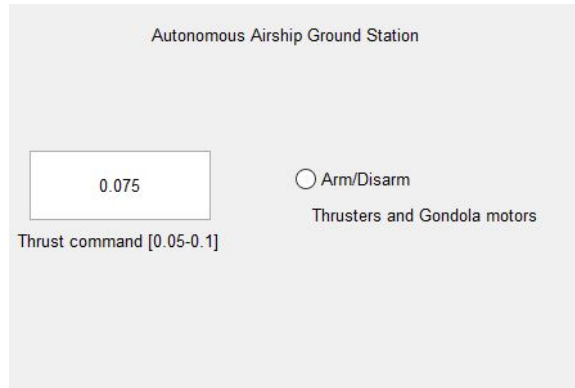 Autonomous Airship Ground Station
0.075
Arm/Disarm
Thrusters and Gondola motors
Thrust command [0.05-0.1]